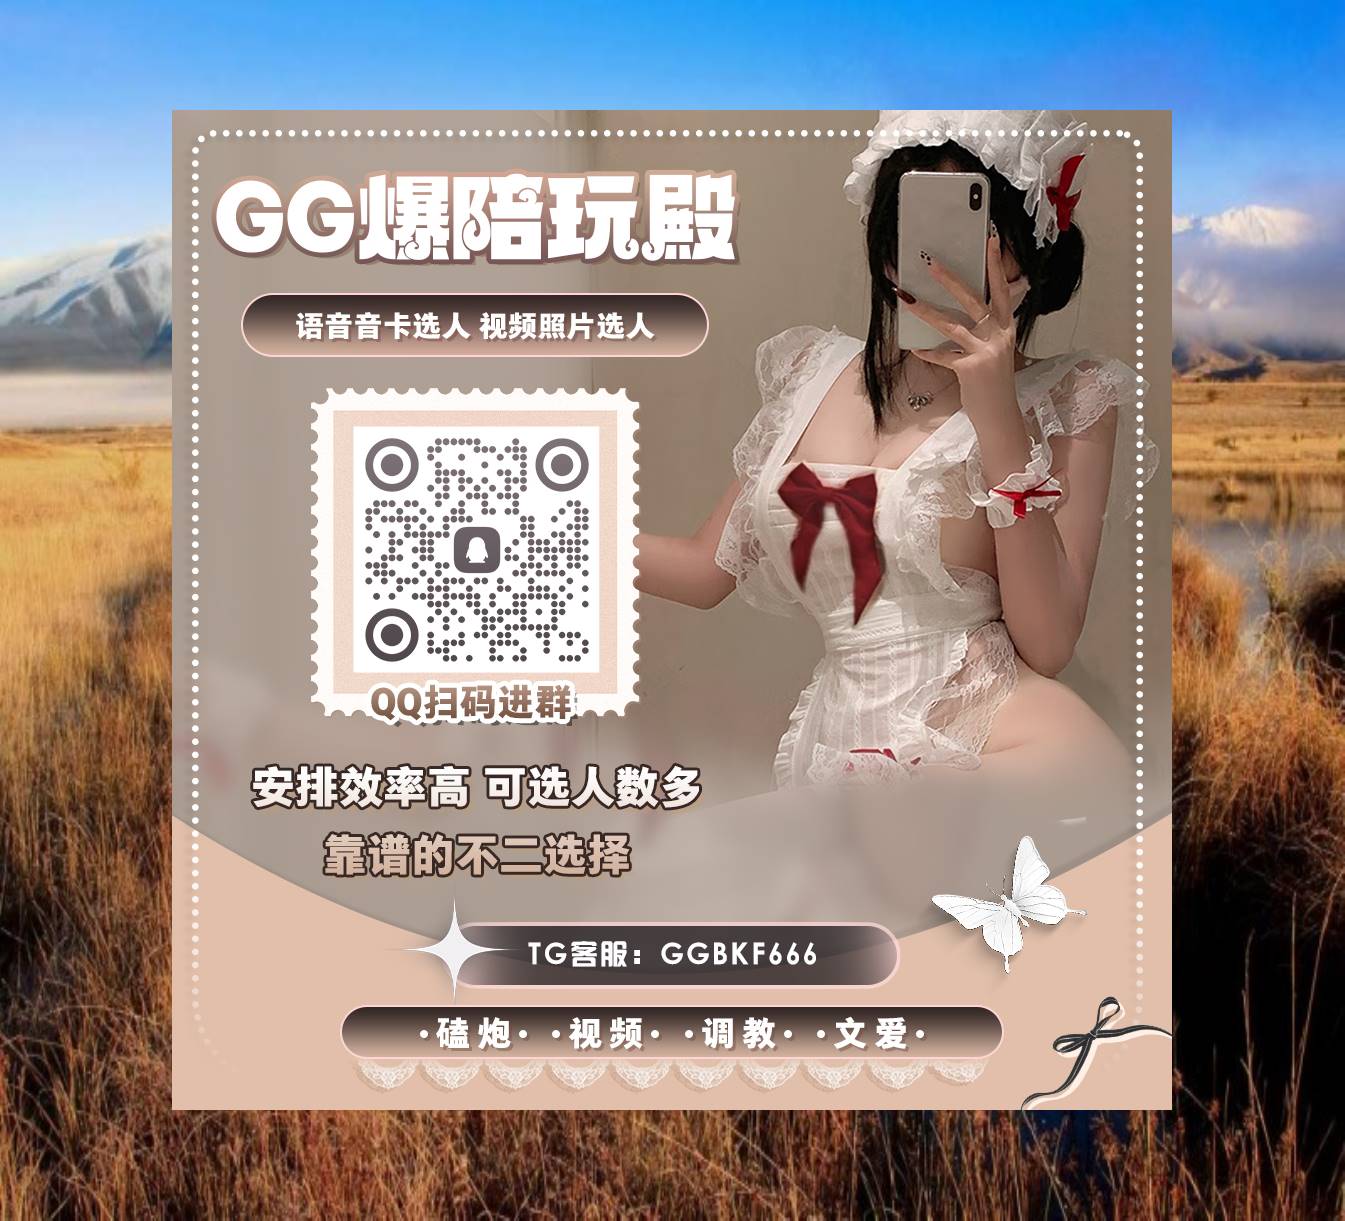 GG爆陪玩殿
语音音卡选人 视频照片选人
QQ扫码进群
安排效率高 可选人数多
靠谱的不二选择
TG客服：GGBKF666
·磕炮· ·视频· ·调教· ·文爱·